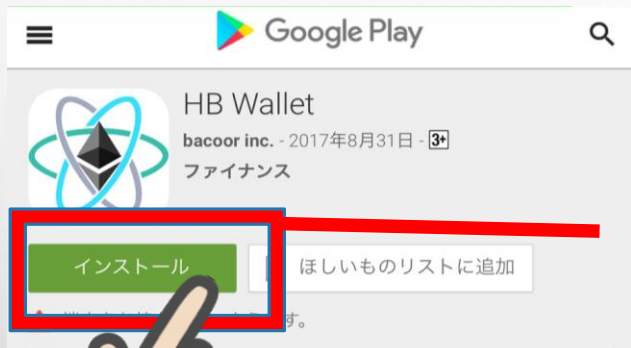 Google Play
HB Wallet
bacoor inc. - 2017年8月31日 - 3+
ファイナンス
インストール
ほしいものリストに追加
す。